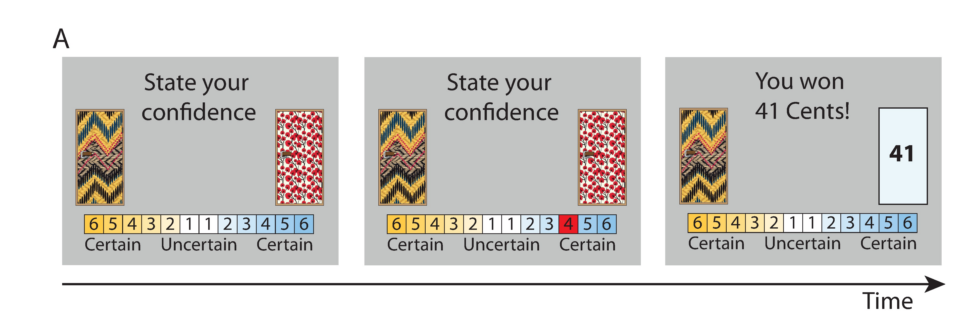 A
State your
confidence
6 5 4 3 2 1 1 2 3 4 5 6
Certain Uncertain Certain
State your
confidence
6 5 4 3 2 1 1 2 3 4 5 6
Certain Uncertain Certain
You won
41 Cents!
41
6 5 4 3 2 1 1 2 3 4 5 6
Certain Uncertain Certain
Time